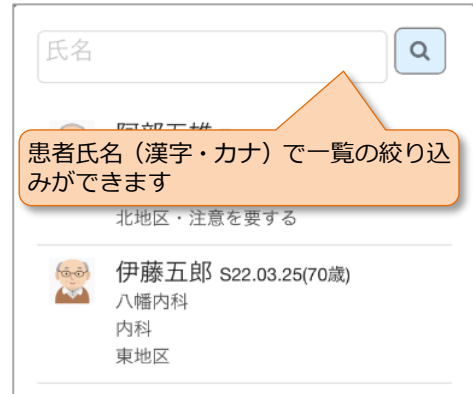 氏名
患者氏名（漢字・カナ）で一覧の絞り込
みができます
北地区・注意を要する
伊藤五郎 S22.03.25(70歳)
八幡内科
内科
東地区